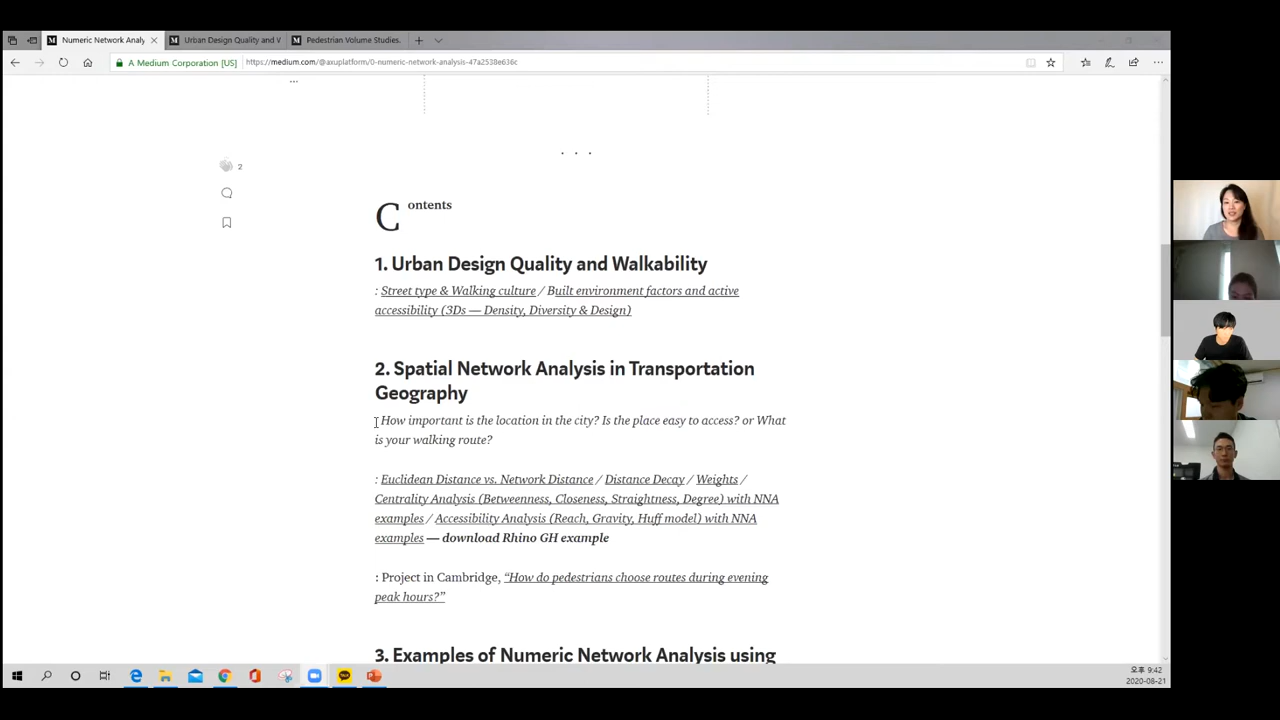 Numeric Network Analy
Urban Design Quality and V
Pedestrian Volume Studies.
A Medium Corporation [US]
https://medium.com/@axuplatform/0-numeric-network-analysis-47a2538e636c
...
2
. . .
Contents
1. Urban Design Quality and Walkability
: Street type & Walking culture / Built environment factors and active
accessibility (3Ds — Density, Diversity & Design)
2. Spatial Network Analysis in Transportation
Geography
: How important is the location in the city? Is the place easy to access? or What
is your walking route?
: Euclidean Distance vs. Network Distance / Distance Decay / Weights /
Centrality Analysis (Betweenness, Closeness, Straightness, Degree) with NNA
examples / Accessibility Analysis (Reach, Gravity, Huff model) with NNA
examples — download Rhino GH example
: Project in Cambridge, “How do pedestrians choose routes during evening
peak hours?”
3. Examples of Numeric Network Analysis using
오후 9:42
2020-08-21